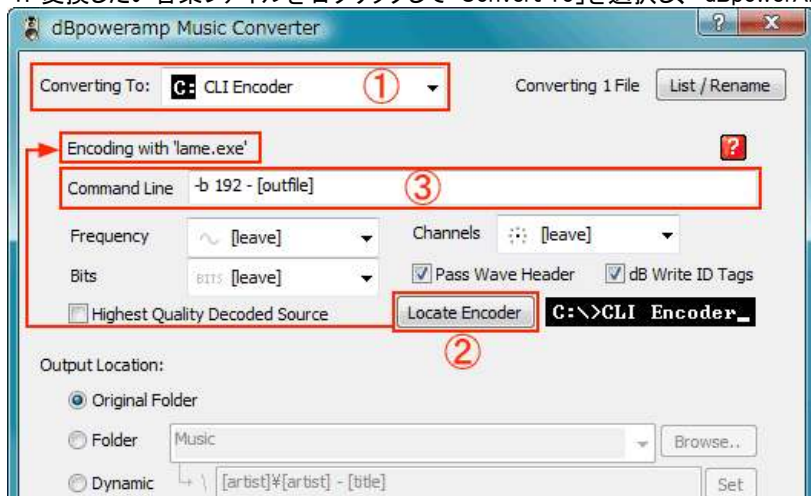 dBpoweramp Music Converter
Converting To: C: CLI Encoder ① Converting 1 File List / Rename
Encoding with 'lame.exe' ?
Command Line -b 192 - [outfile] ③
Frequency [leave] Channels [leave]
Bits BITS [leave] Pass Wave Header dB Write ID Tags
Highest Quality Decoded Source Locate Encoder C:\>CLI Encoder_
②
Output Location:
Original Folder
Folder Music Browse..
Dynamic \ [artist]¥[artist] - [title] Set